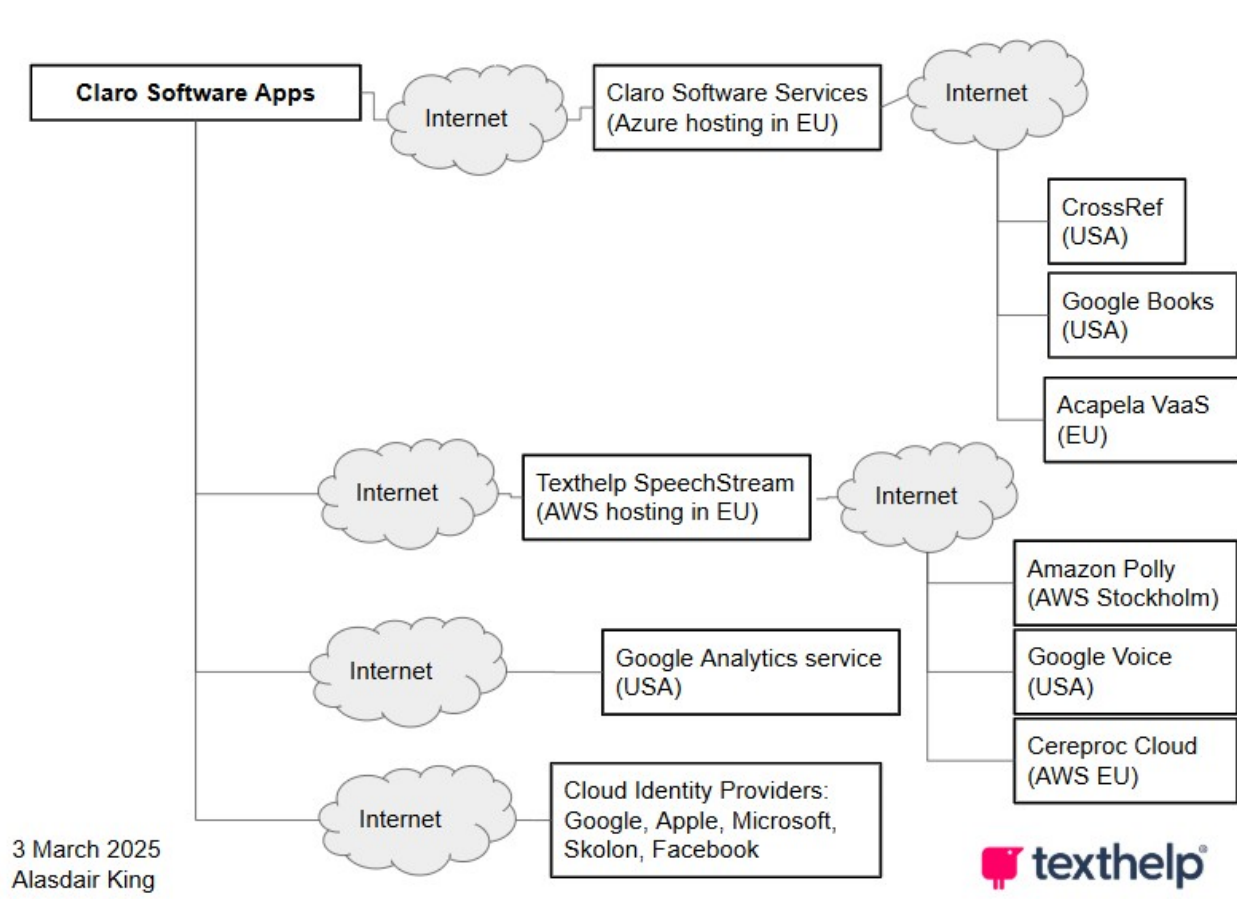 Claro Software Apps
Internet
Claro Software Services
(Azure hosting in EU)
Internet
CrossRef
(USA)
Google Books
(USA)
Acapela VaaS
(EU)
Internet
Texthelp SpeechStream
(AWS hosting in EU)
Internet
Amazon Polly
(AWS Stockholm)
Google Voice
(USA)
Cereproc Cloud
(AWS EU)
Internet
Google Analytics service
(USA)
Internet
Cloud Identity Providers:
Google, Apple, Microsoft,
Skolon, Facebook
3 March 2025
Alasdair King
texthelp®